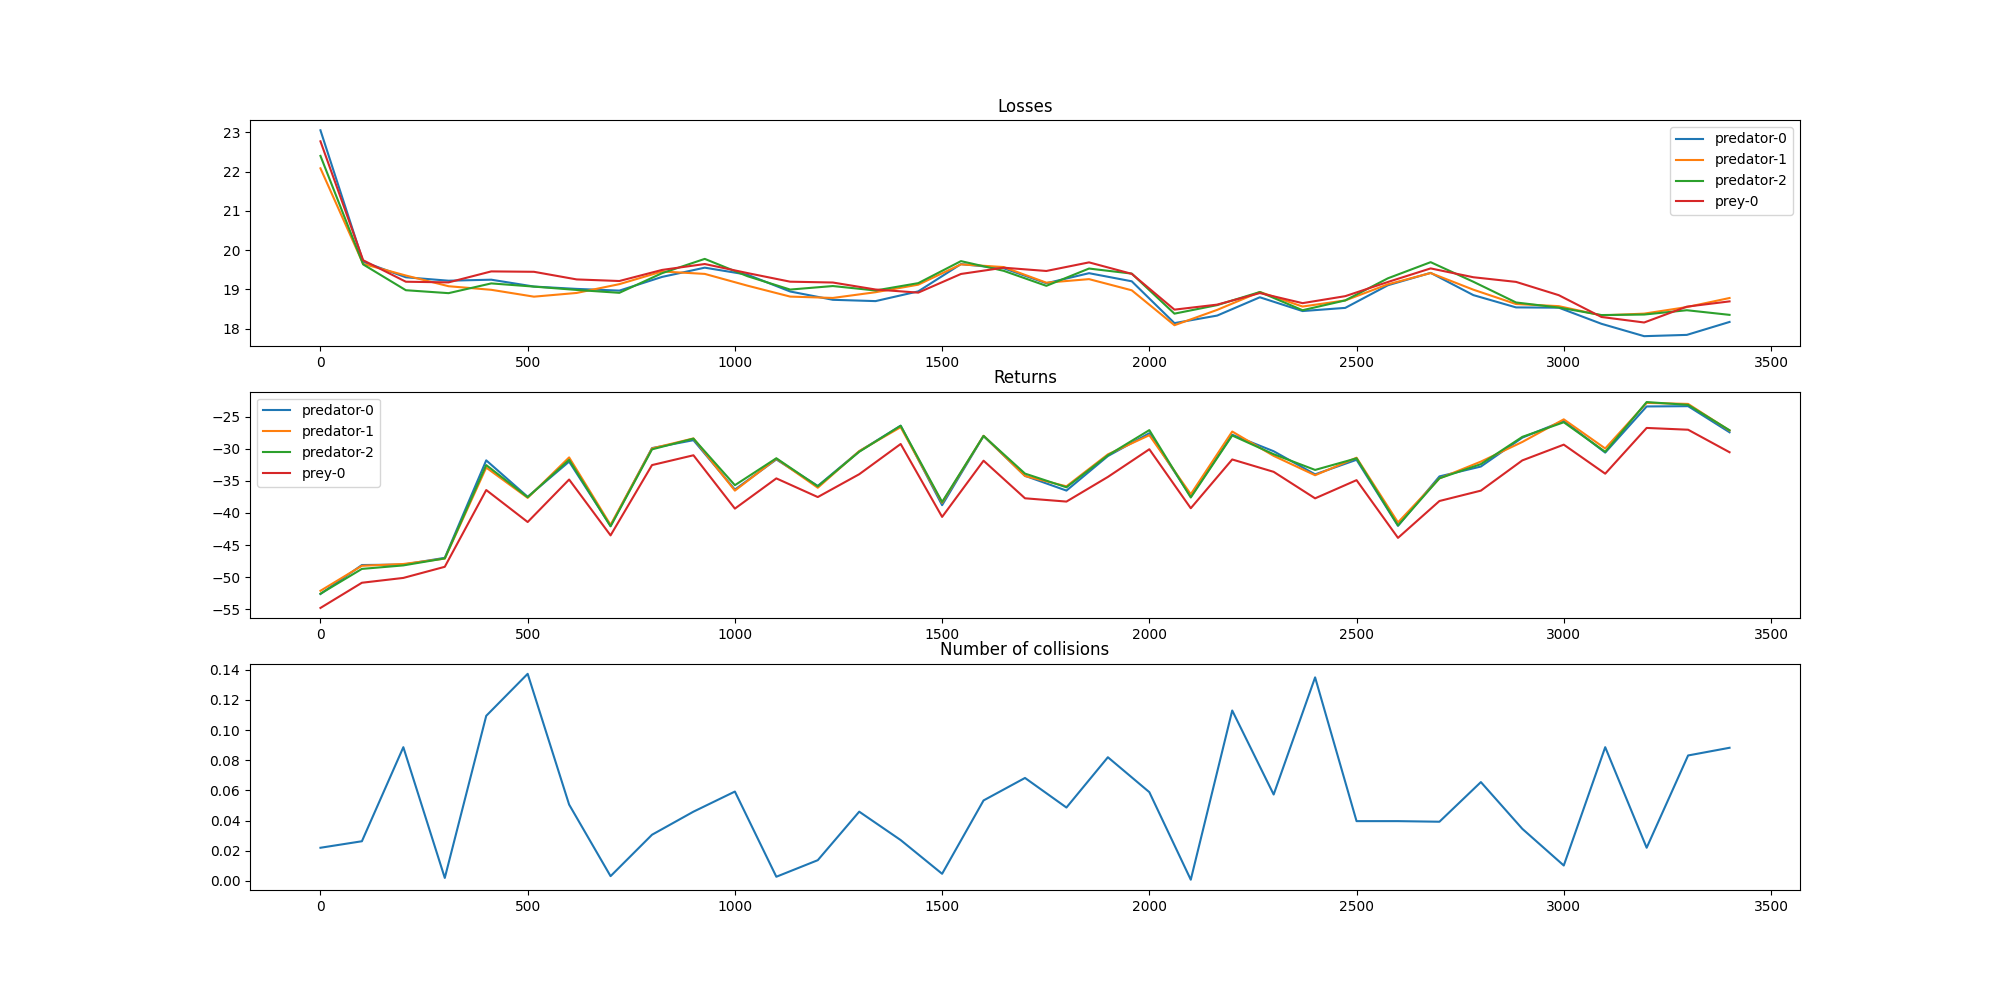 Losses
23
22
21
20
19
18
predator-0
predator-1
predator-2
prey-0
0 500 1000 1500 2000 2500 3000 3500
Returns
−25
−30
−35
−40
−45
−50
−55
predator-0
predator-1
predator-2
prey-0
0 500 1000 1500 2000 2500 3000 3500
Number of collisions
0.14
0.12
0.10
0.08
0.06
0.04
0.02
0.00
0 500 1000 1500 2000 2500 3000 3500